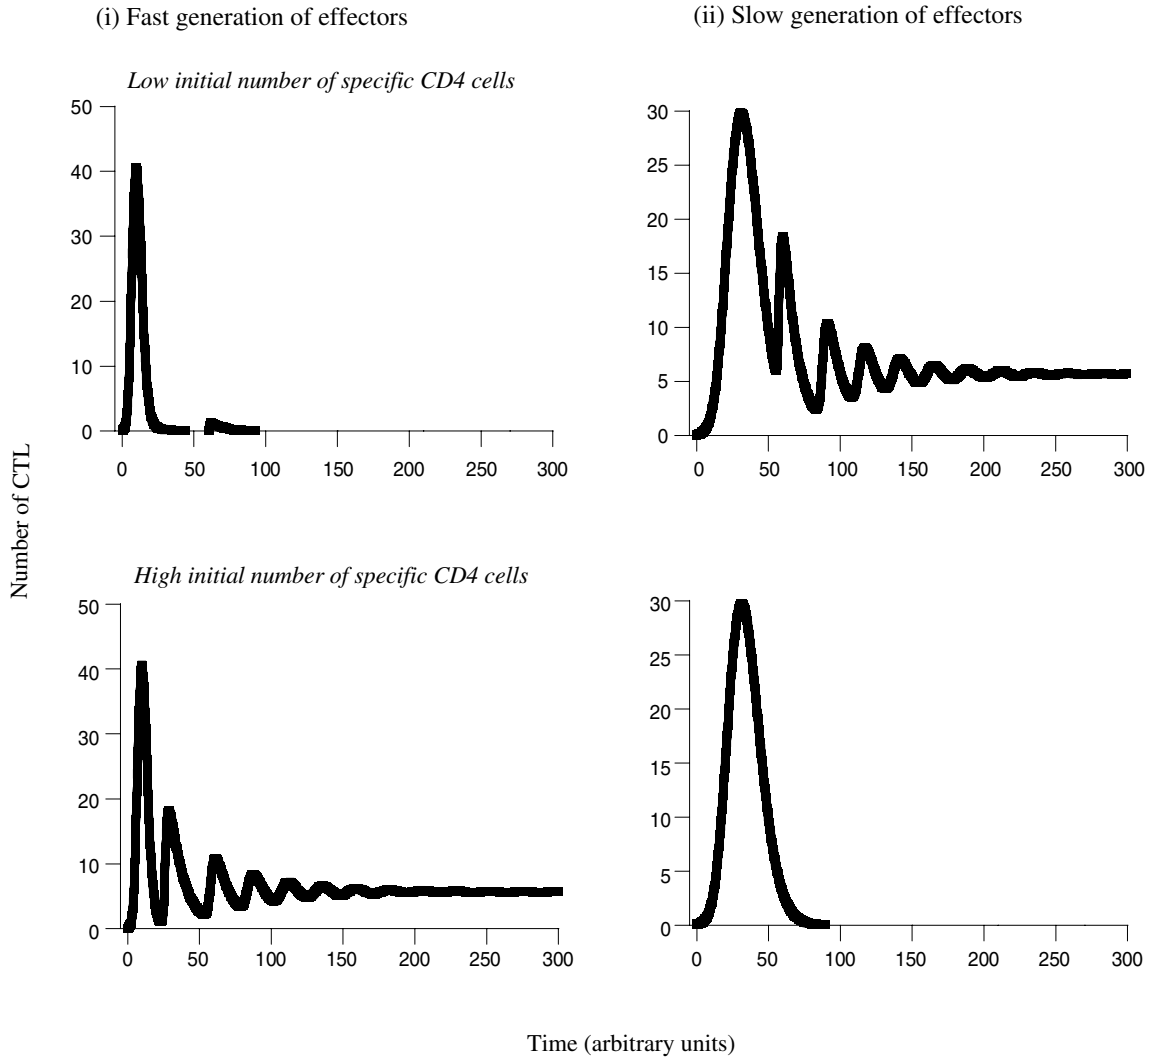 (i) Fast generation of effectors
(ii) Slow generation of effectors
Low initial number of specific CD4 cells
50
40
30
20
10
0
0 50 100 150 200 250 300
30
25
20
15
10
5
0
0 50 100 150 200 250 300
Number of CTL
High initial number of specific CD4 cells
50
40
30
20
10
0
0 50 100 150 200 250 300
30
25
20
15
10
5
0
0 50 100 150 200 250 300
Time (arbitrary units)